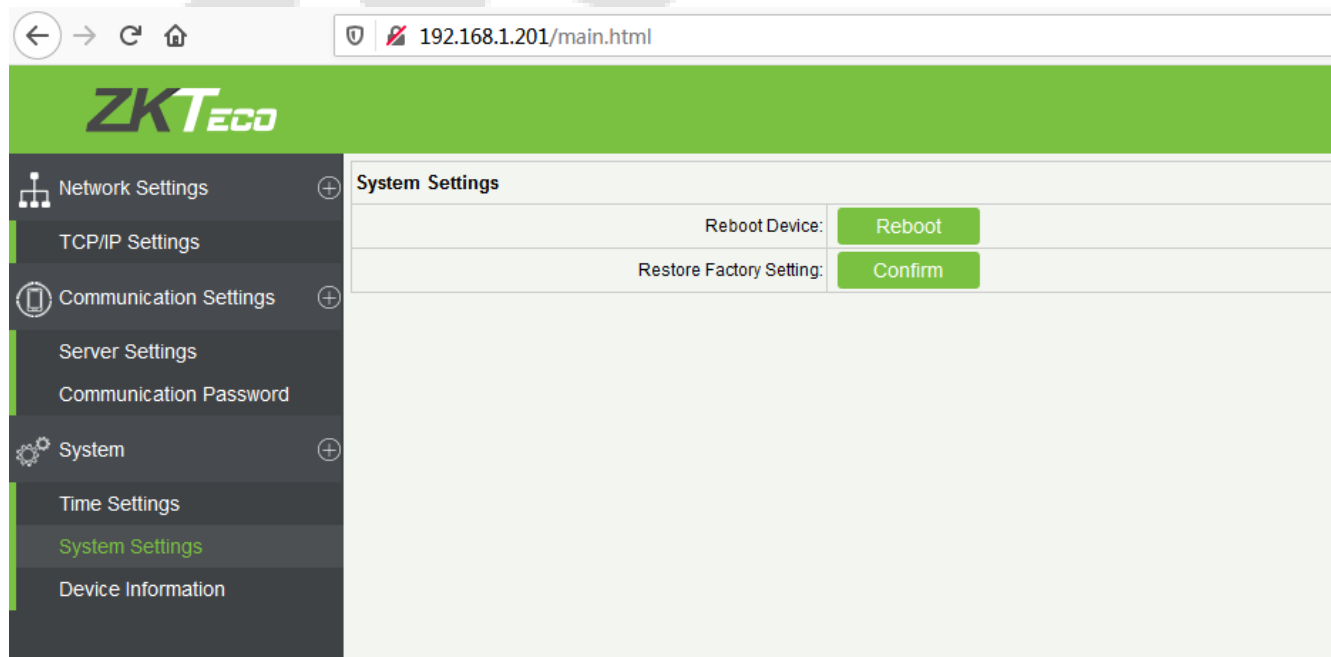 192.168.1.201/main.html
ZKTECO
Network Settings
TCP/IP Settings
Communication Settings
Server Settings
Communication Password
System
Time Settings
System Settings
Device Information
System Settings
Reboot Device: Reboot
Restore Factory Setting: Confirm